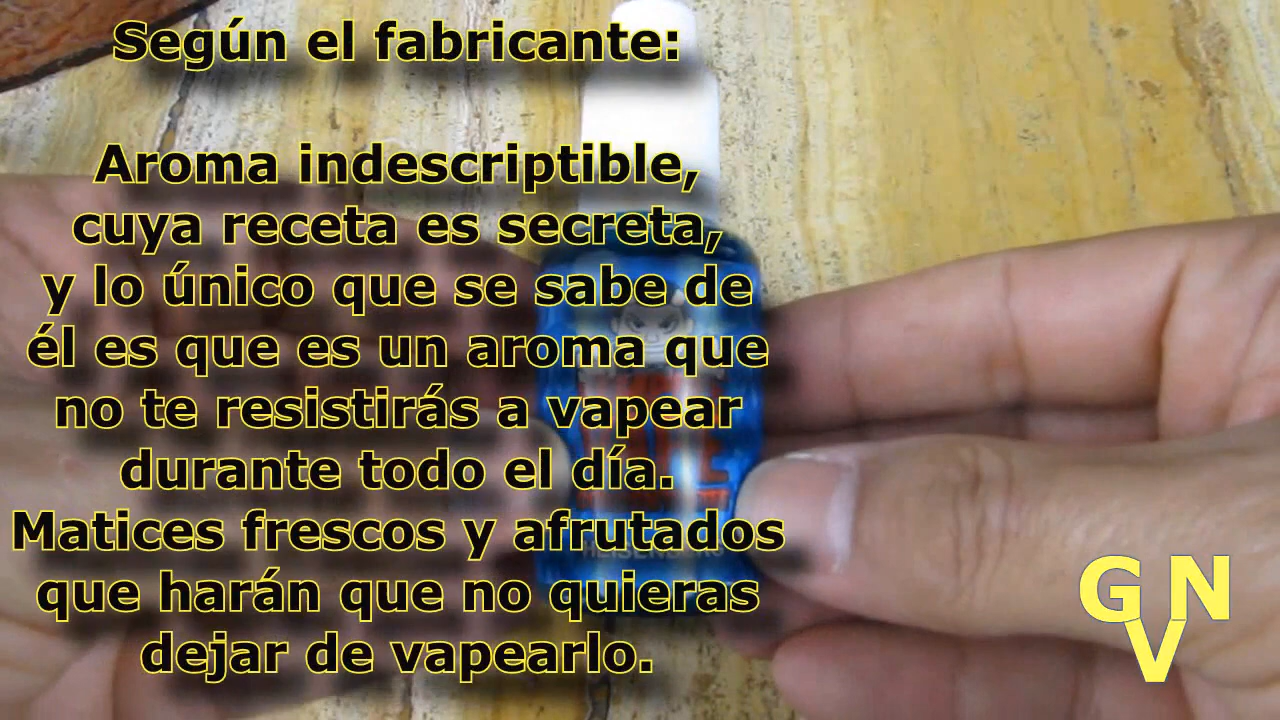 Según el fabricante:
Aroma indescriptible,
cuya receta es secreta,
y lo único que se sabe de
él es que es un aroma que
no te resistirás a vapear
durante todo el día.
Matices frescos y afrutados
que harán que no quieras
dejar de vapearlo.
HEISENBERG
G N
V